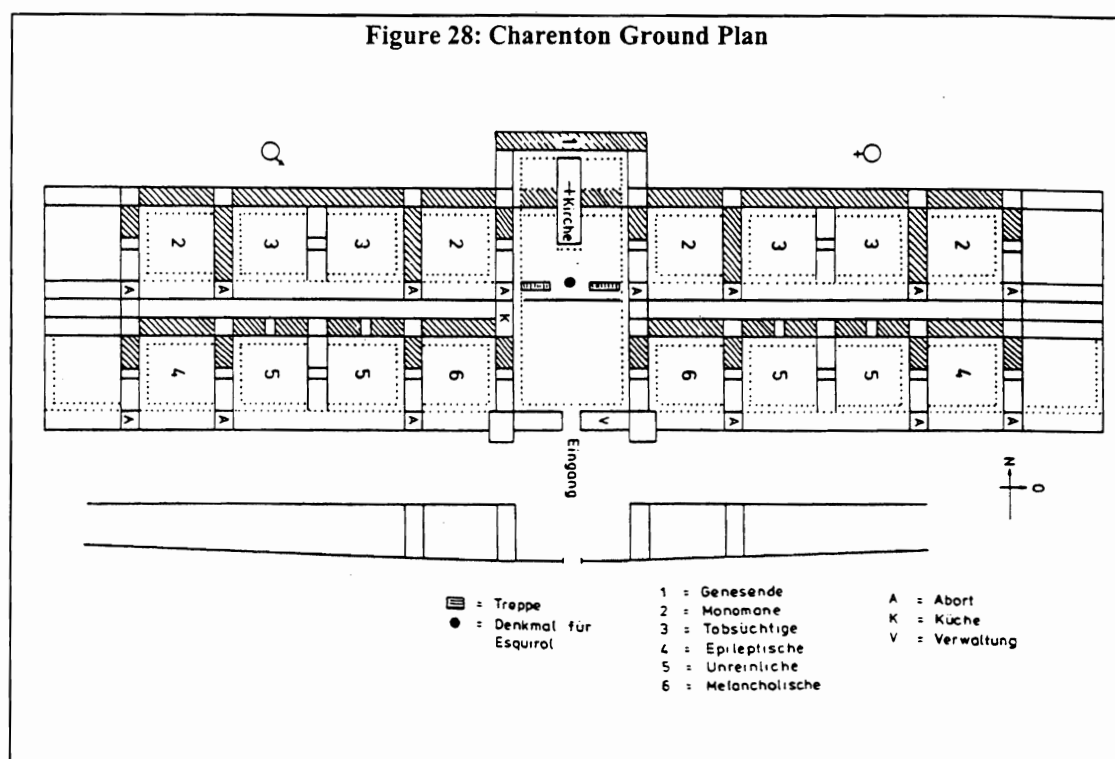 Figure 28: Charenton Ground Plan
1
Kirche
2 3 3 2 2 3 3 2
A A A A A A A A
K
4 5 5 6 6 5 5 4
A A A V A A A
Eingang
N
O
= Treppe
= Denkmal für
Esquirol
1 = Genesende
2 = Monomane
3 = Tobsüchtige
4 = Epileptische
5 = Unreinliche
6 = Melancholische
A = Abort
K = Küche
V = Verwaltung